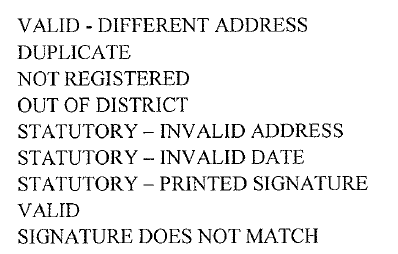 VALID - DIFFERENT ADDRESS
DUPLICATE
NOT REGISTERED
OUT OF DISTRICT
STATUTORY – INVALID ADDRESS
STATUTORY – INVALID DATE
STATUTORY – PRINTED SIGNATURE
VALID
SIGNATURE DOES NOT MATCH